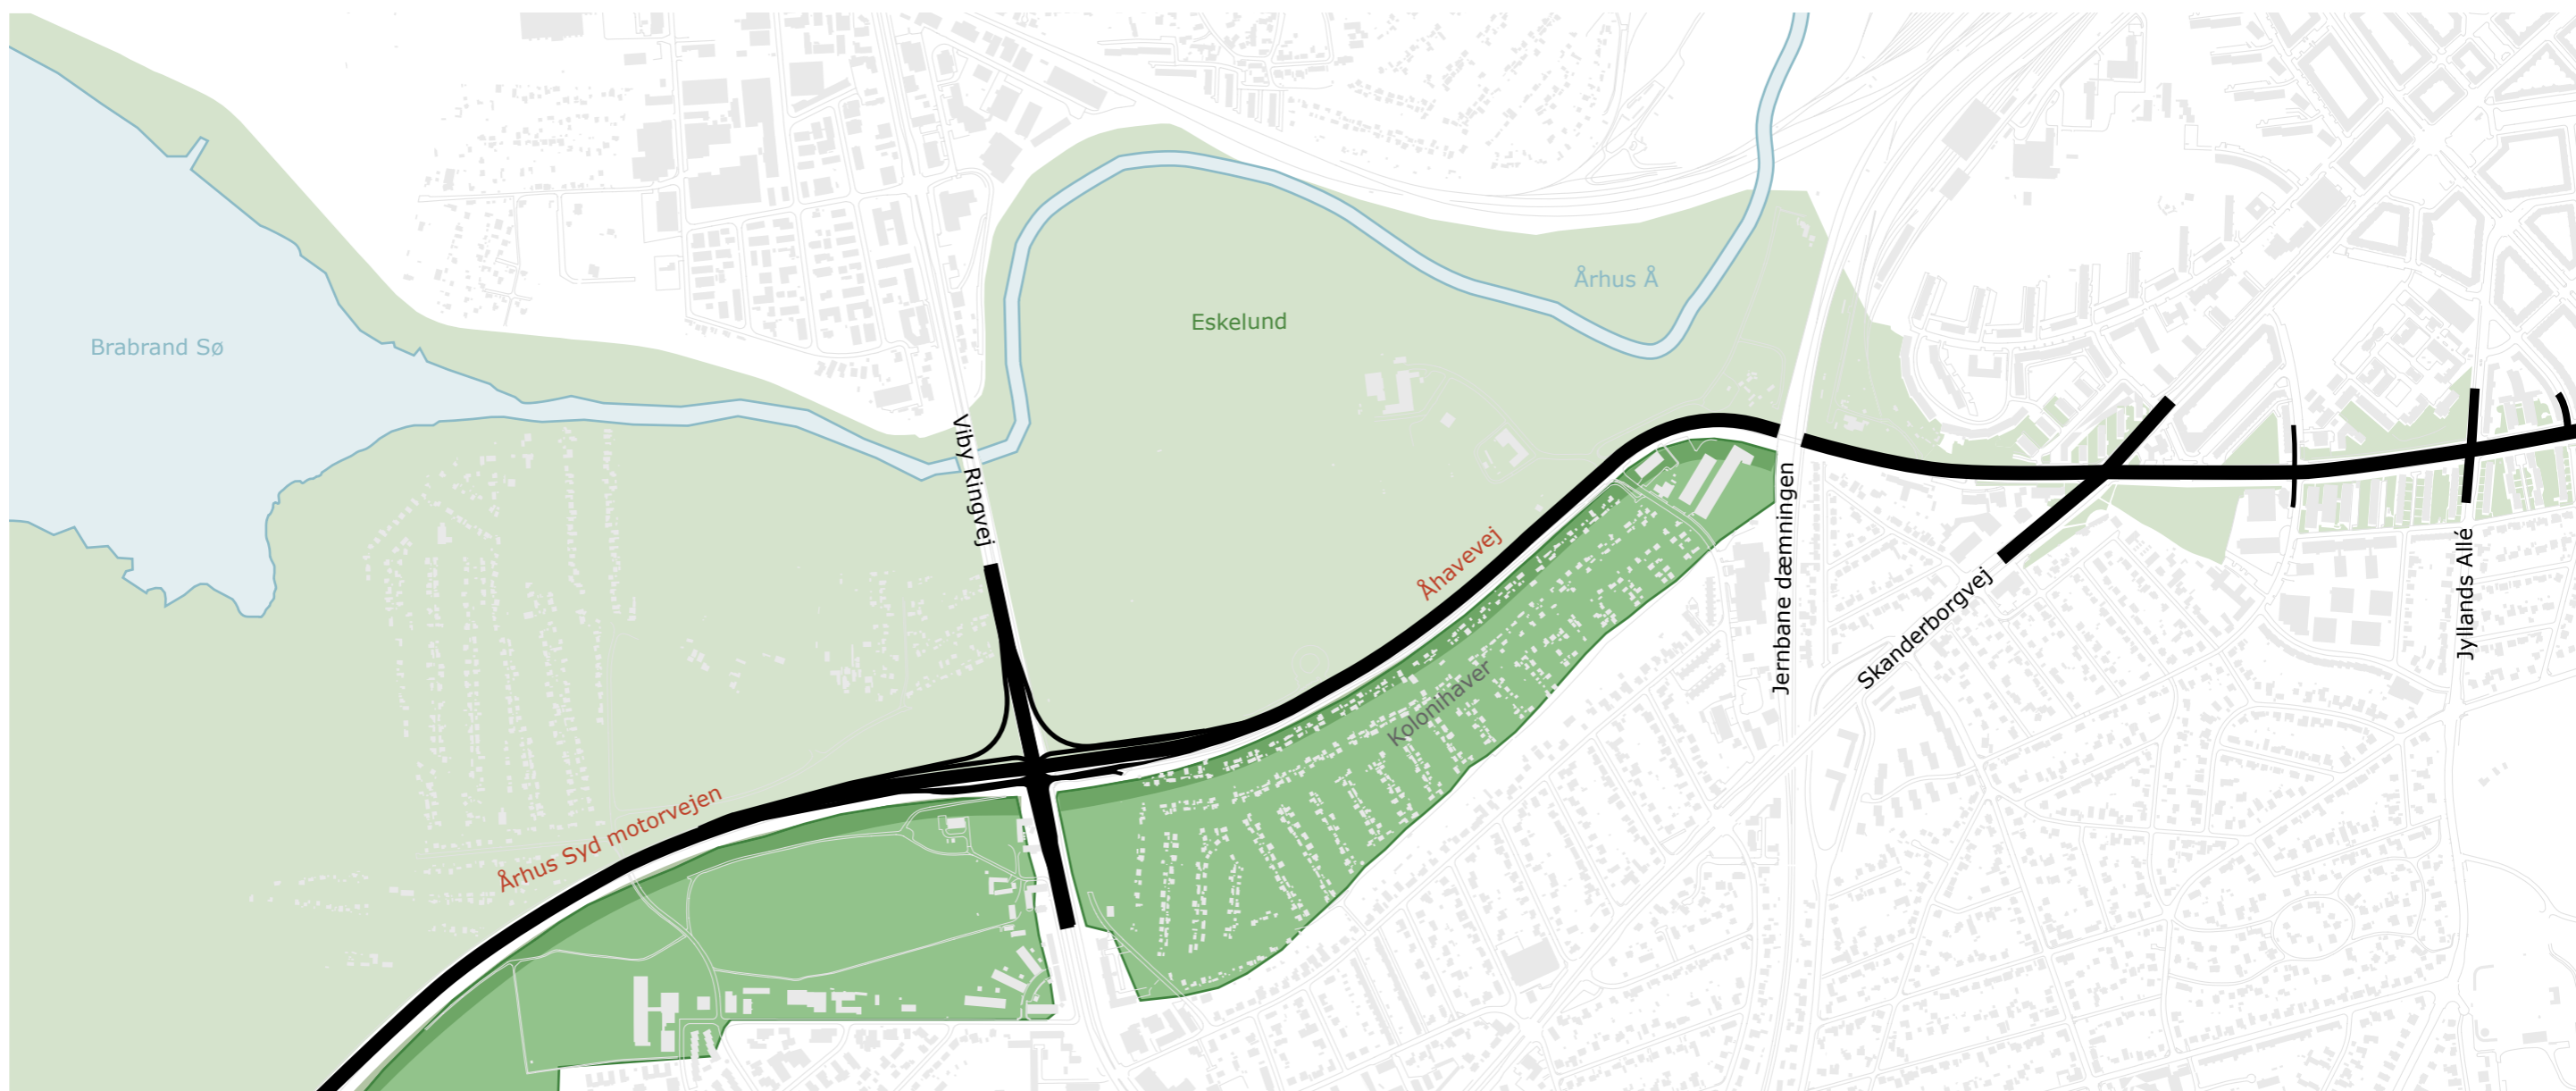 Århus Å
Eskelund
Brabrand Sø
Viby Ringvej
Åhavevej
Jernbane dæmningen
Jyllands Allé
Skanderborgvej
Kolonihaver
Århus Syd motorvejen